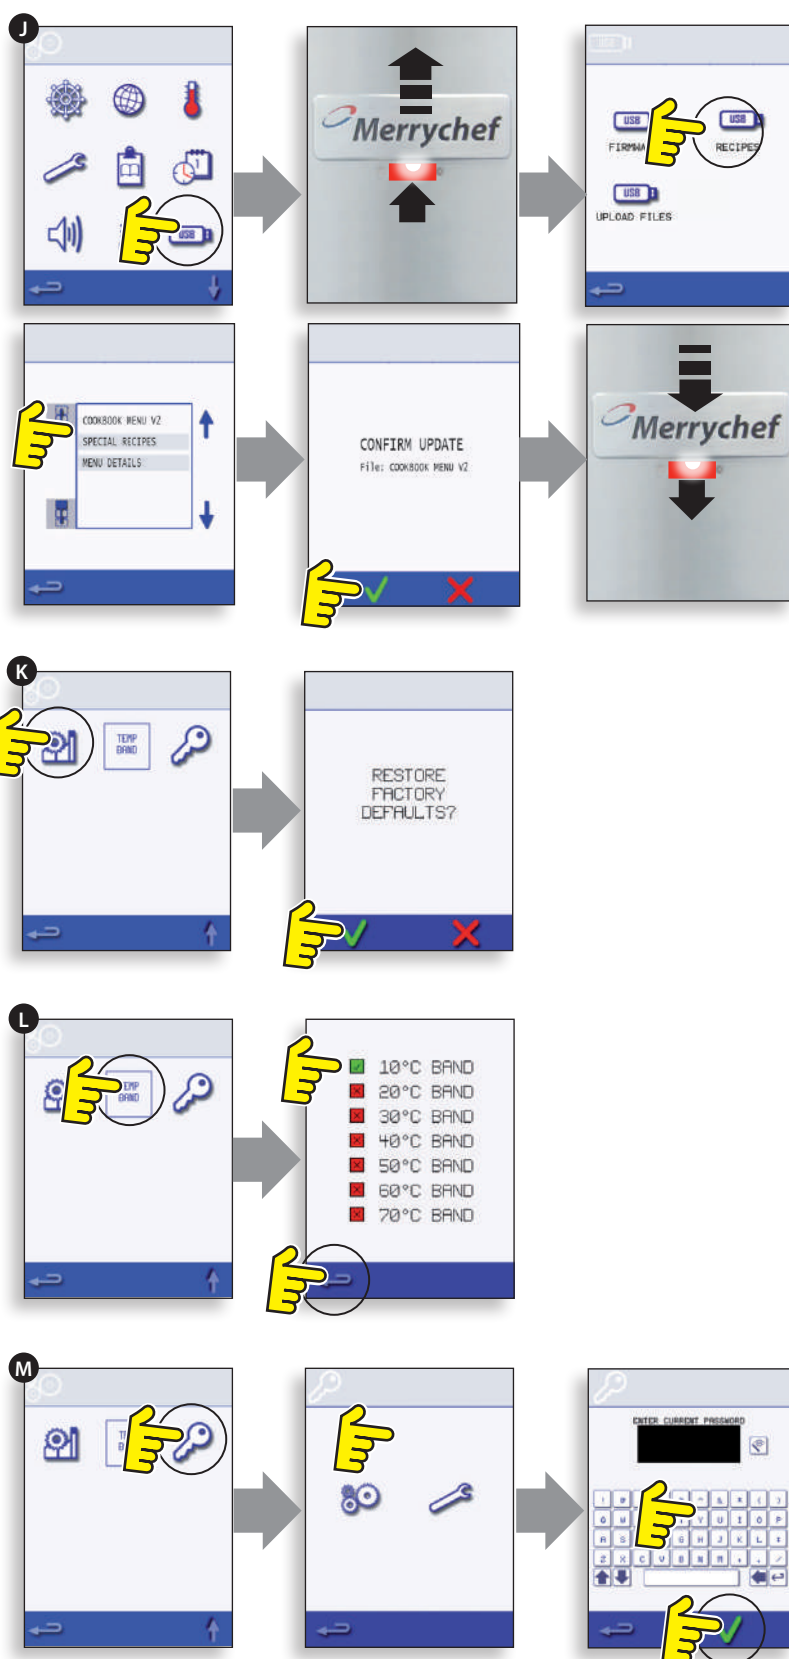 J
USB
Merrychef
USB
USB
USB
RECIPES
USB
UPLOAD FILES
COOKBOOK MENU V2
SPECIAL RECIPES
MENU DETAILS
CONFIRM UPDATE
File: COOKBOOK MENU V2
Merrychef
K
TEMP
BAND
RESTORE
FACTORY
DEFAULTS?
L
BAND
10°C BAND
20°C BAND
30°C BAND
40°C BAND
50°C BAND
60°C BAND
70°C BAND
M
ENTER CURRENT PASSWORD
Y U I O P
A S G H J K L
Z X C V B N M , . /